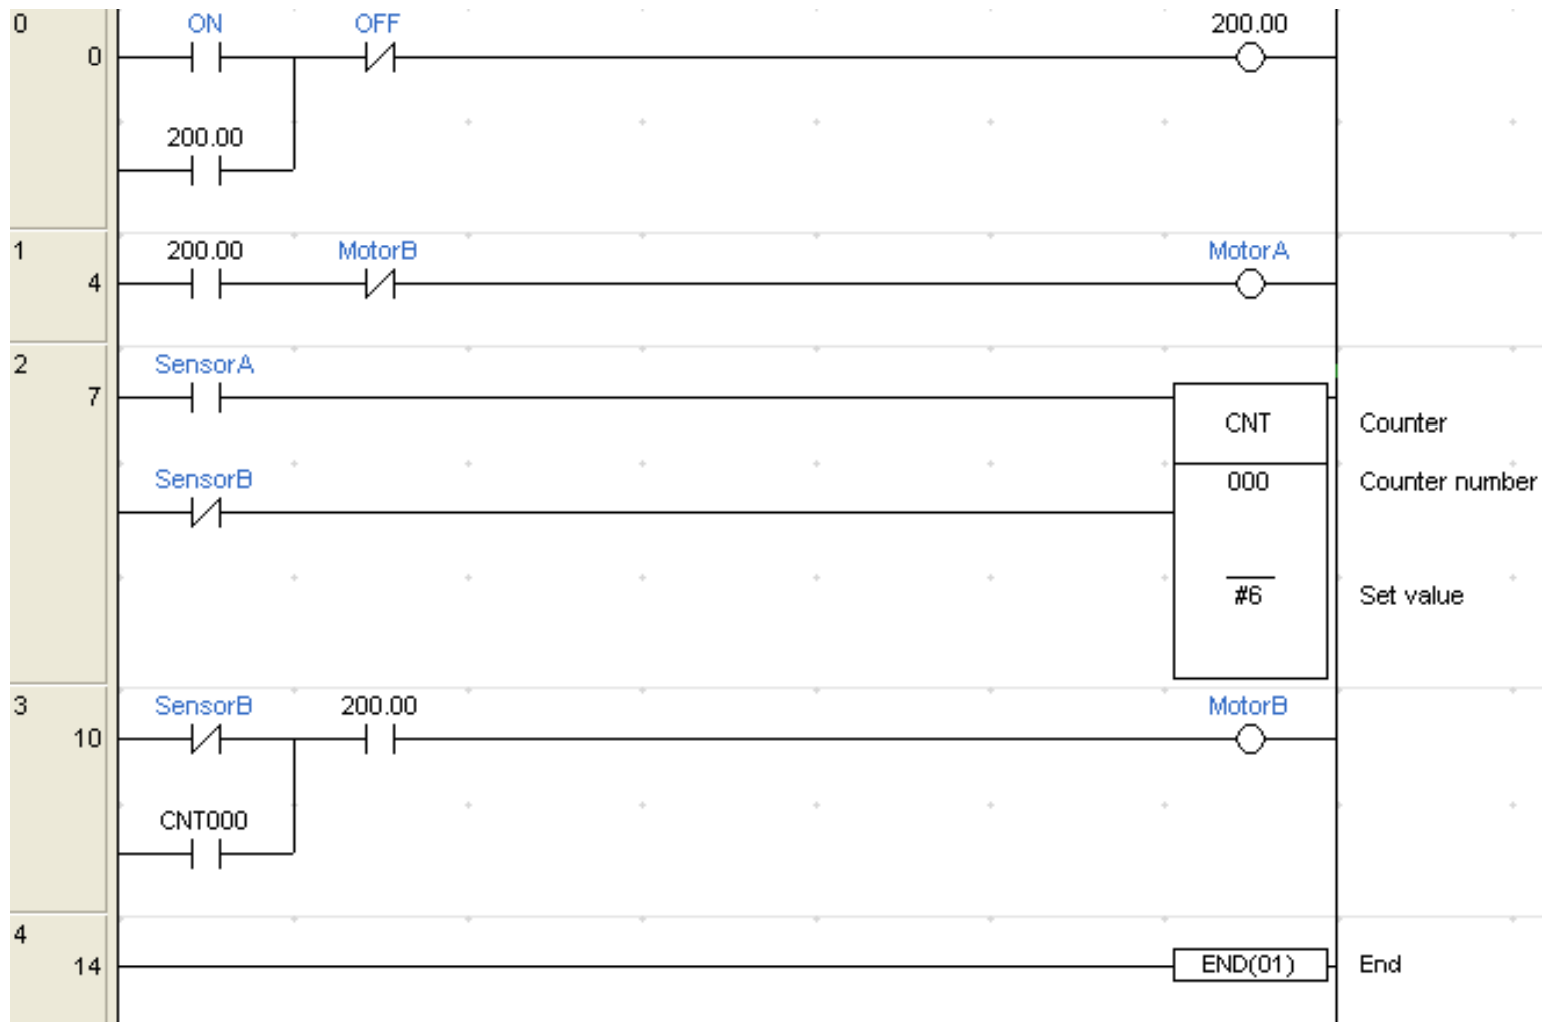 0
ON OFF 200.00
0
200.00
1
200.00 MotorB MotorA
4
2
SensorA
7
CNT Counter
SensorB
000 Counter number
#6 Set value
3
SensorB 200.00 MotorB
10
CNT000
4
14
END(01) End